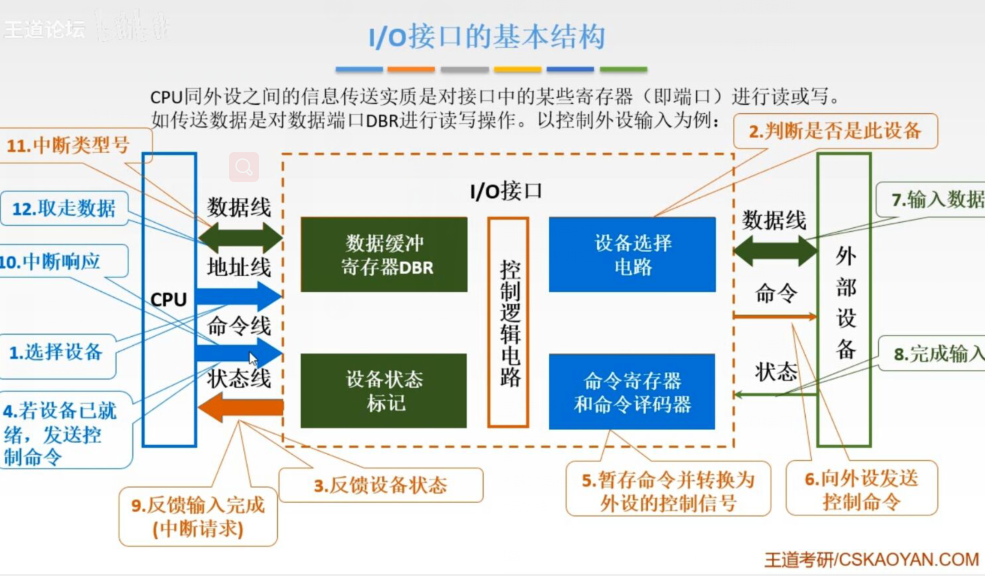 王道论坛
I/O接口的基本结构
CPU同外设之间的信息传送实质是对接口中的某些寄存器（即端口）进行读或写。
如传送数据是对数据端口DBR进行读写操作。以控制外设输入为例：
2.判断是否是此设备
11.中断类型号
I/O接口
7.输入数据
12.取走数据
数据线
数据缓冲
寄存器DBR
设备选择
电路
数据线
10.中断响应
地址线
CPU
控制逻辑电路
命令
外部设备
命令线
1.选择设备
8.完成输入
状态线
设备状态
标记
命令寄存器
和命令译码器
状态
4.若设备已就
绪，发送控
制命令
3.反馈设备状态
5.暂存命令并转换为
外设的控制信号
6.向外设发送
控制命令
9.反馈输入完成
(中断请求)
王道考研/CSKAOYAN.COM